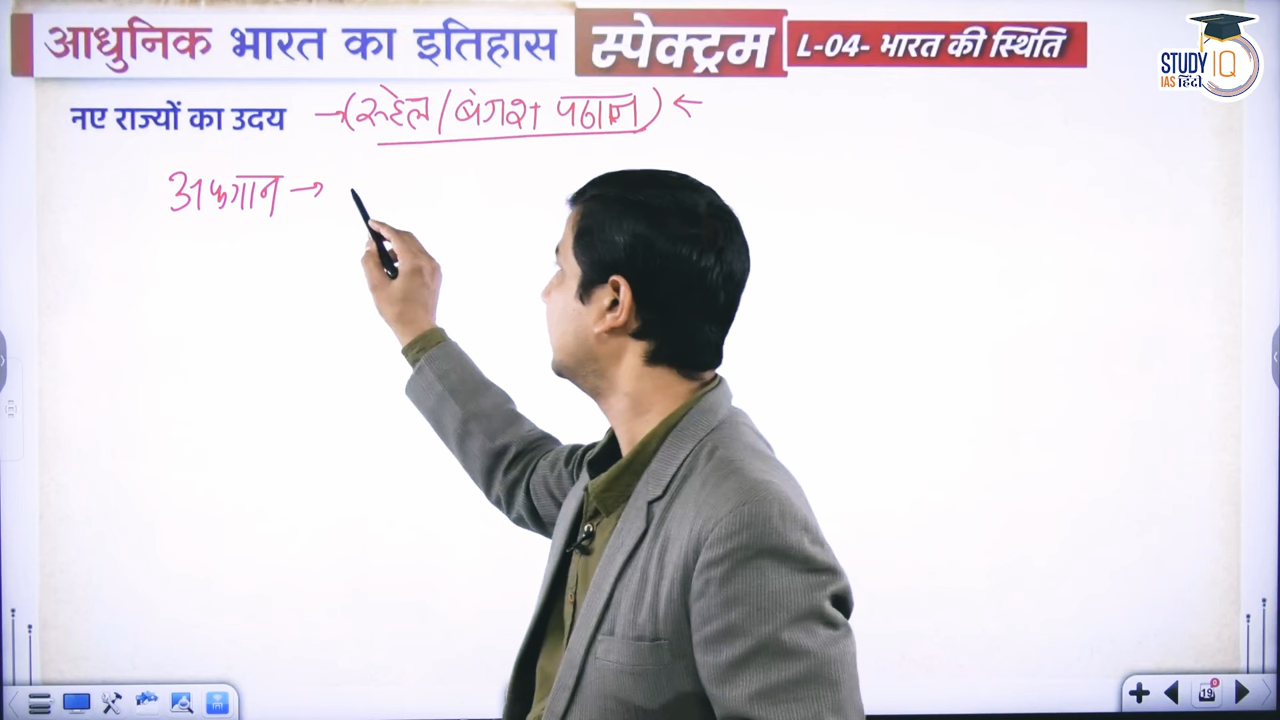 आधुनिक भारत का इतिहास स्पेक्ट्रम L-04- भारत की स्थिति
STUDY IQ
IAS हिंदी
नए राज्यों का उदय → (रुहेल / बंगश पठान) ←
अफगान →
19